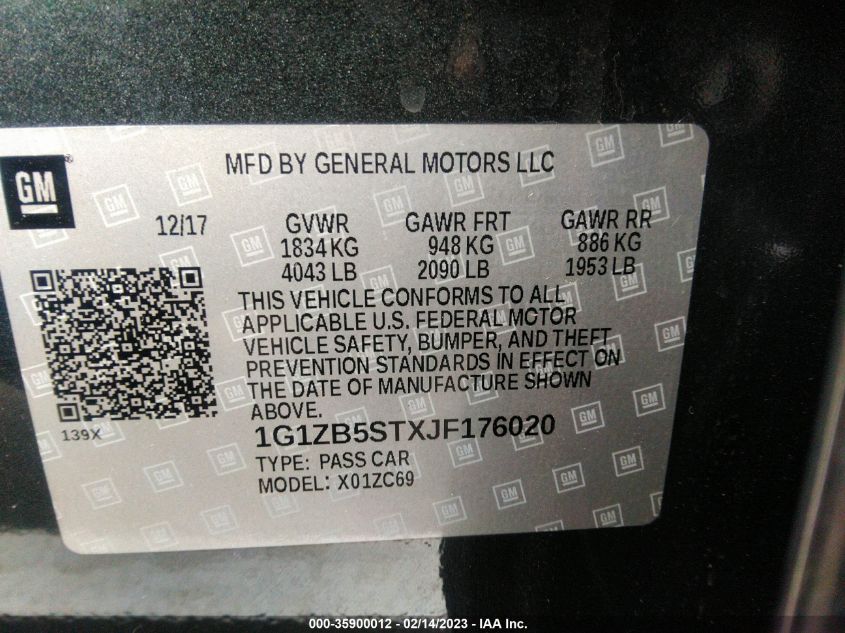 GM
MFD BY GENERAL MOTORS LLC
12/17 GVWR GAWR FRT GAWR RR
1834 KG 948 KG 886 KG
4043 LB 2090 LB 1953 LB
THIS VEHICLE CONFORMS TO ALL
APPLICABLE U.S. FEDERAL MOTOR
VEHICLE SAFETY, BUMPER, AND THEFT
PREVENTION STANDARDS IN EFFECT ON
THE DATE OF MANUFACTURE SHOWN
ABOVE.
139X
1G1ZB5STXJF176020
TYPE: PASS CAR
MODEL: X01ZC69
000-35900012 - 02/14/2023 - IAA Inc.